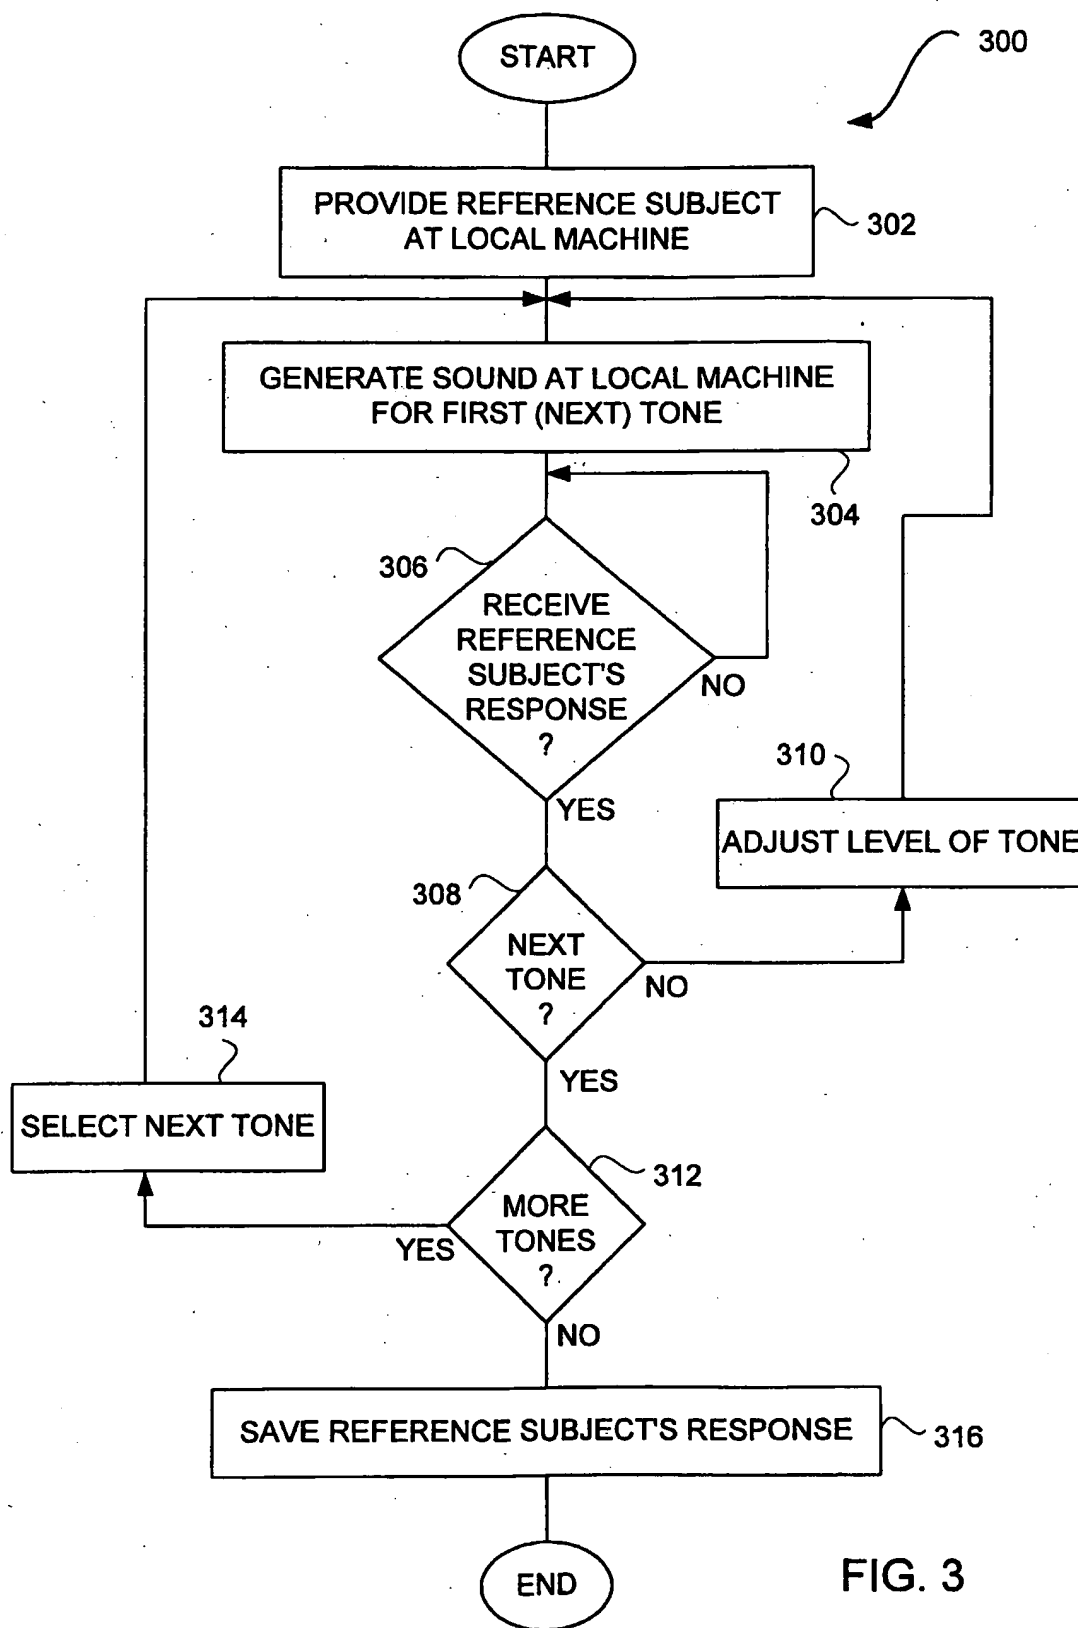 START
300
PROVIDE REFERENCE SUBJECT
AT LOCAL MACHINE
302
GENERATE SOUND AT LOCAL MACHINE
FOR FIRST (NEXT) TONE
304
306
RECEIVE
REFERENCE
SUBJECT'S
RESPONSE
?
NO
YES
310
ADJUST LEVEL OF TONE
308
NEXT
TONE
?
NO
YES
314
SELECT NEXT TONE
312
MORE
TONES
?
YES
NO
SAVE REFERENCE SUBJECT'S RESPONSE
316
END
FIG. 3